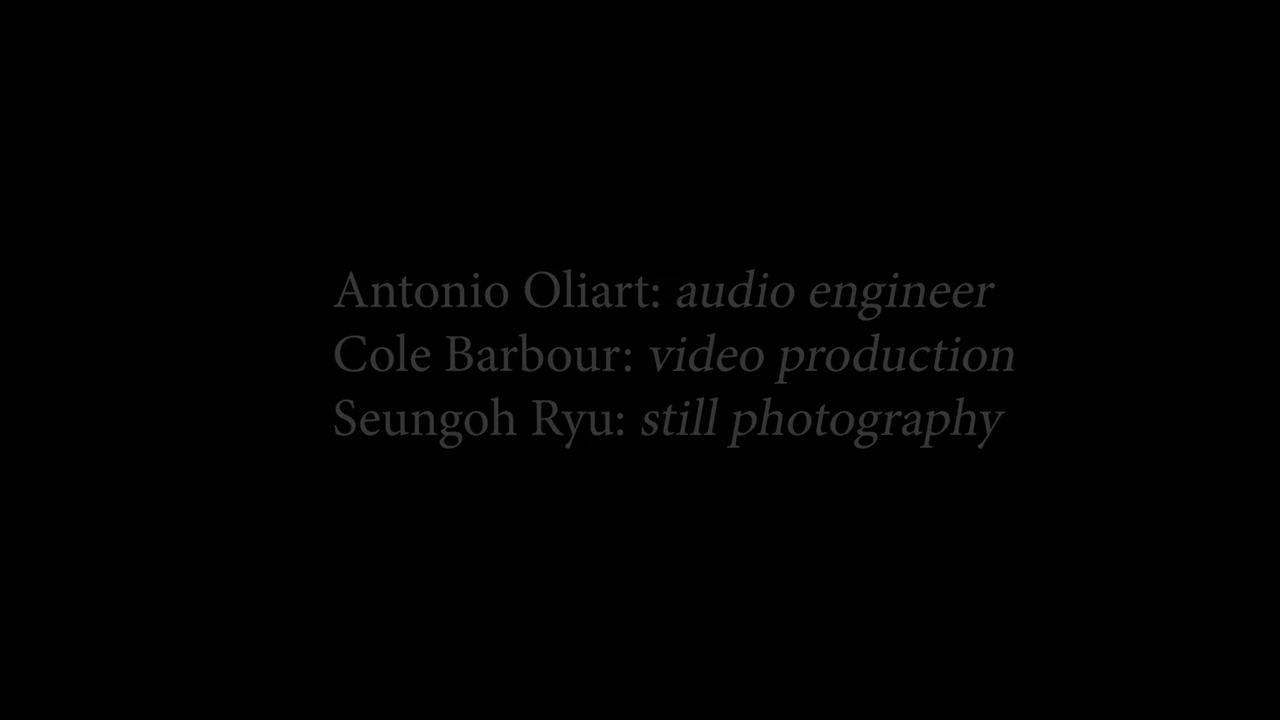 Antonio Oliart: audio engineer
Cole Barbour: video production
Seungoh Ryu: still photography